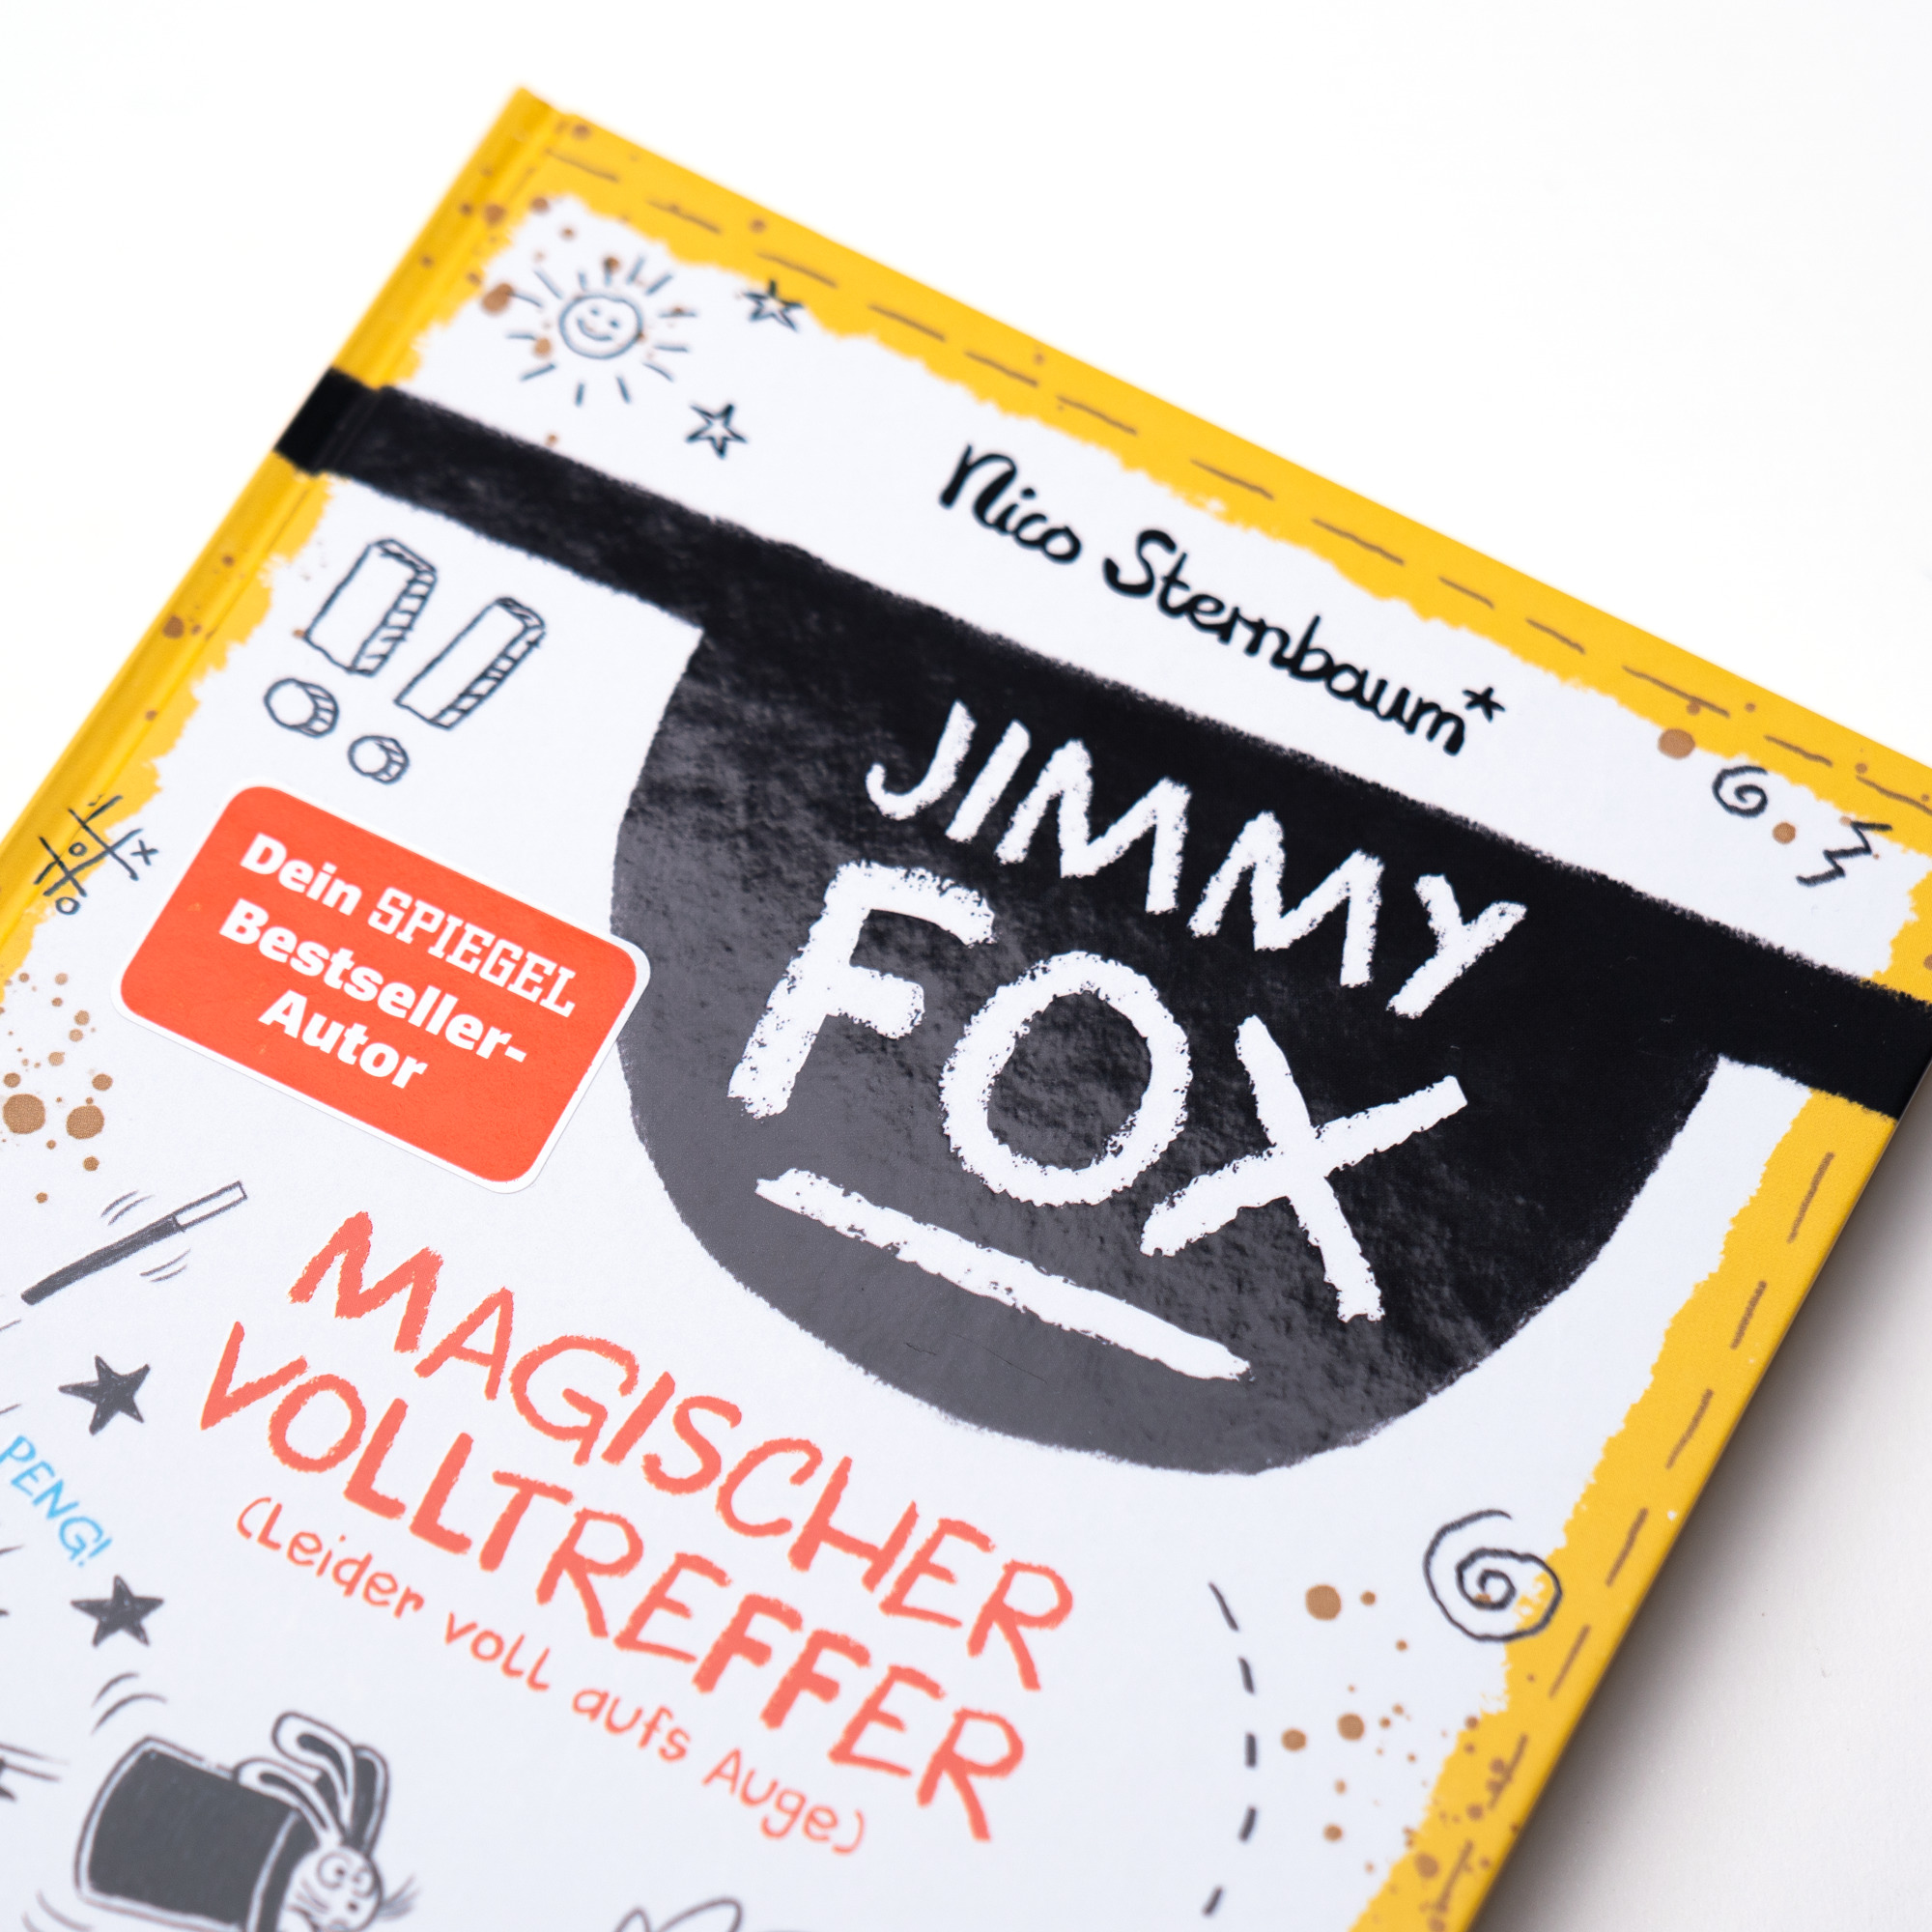 Nico Sternbaum*
JIMMY
FOX
Dein SPIEGEL
Bestseller-
Autor
MAGISCHER
VOLLTREFFER
(Leider voll aufs Auge)
PENG!